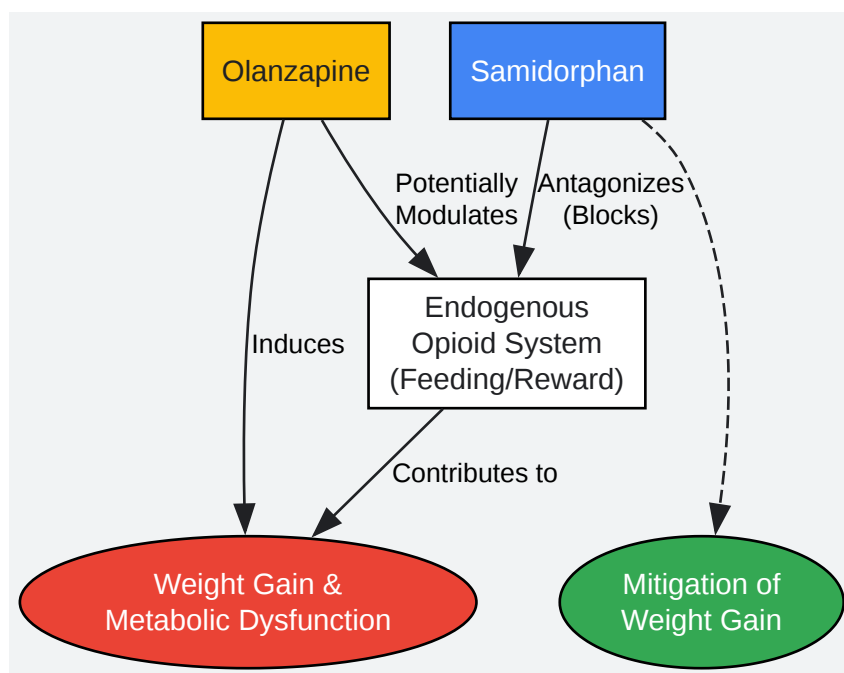 Olanzapine
Samidorphan
Potentially
Modulates
Antagonizes
(Blocks)
Endogenous
Opioid System
(Feeding/Reward)
Induces
Contributes to
Weight Gain &
Metabolic Dysfunction
Mitigation of
Weight Gain